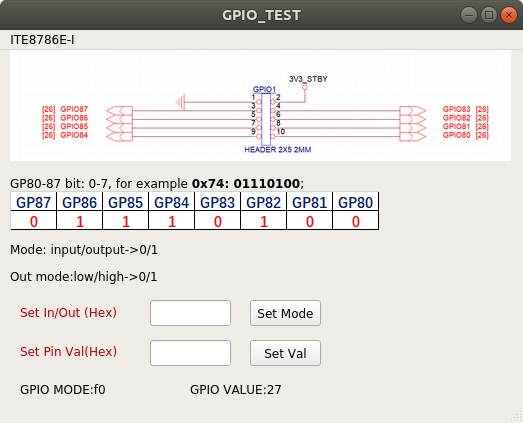 GPIO_TEST
ITE8786E-I
3V3_STBY
GPIO1
1 2
3 4
[26] GPIO87 5 6 GPIO83 [26]
[26] GPIO86 7 8 GPIO82 [26]
[26] GPIO85 9 10 GPIO81 [26]
[26] GPIO84 GPIO80 [26]
HEADER 2X5 2MM
GP80-87 bit: 0-7, for example 0x74: 01110100;
GP87 GP86 GP85 GP84 GP83 GP82 GP81 GP80
0 1 1 1 0 1 0 0
Mode: input/output->0/1
Out mode:low/high->0/1
Set In/Out (Hex) Set Mode
Set Pin Val(Hex) Set Val
GPIO MODE:f0 GPIO VALUE:27